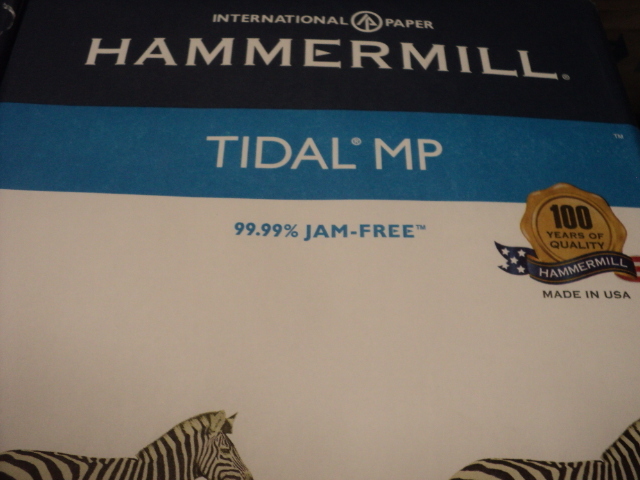 INTERNATIONAL PAPER
HAMMERMILL®
TIDAL® MP
™
99.99% JAM-FREE™
100
YEARS OF
QUALITY
HAMMERMILL
MADE IN USA